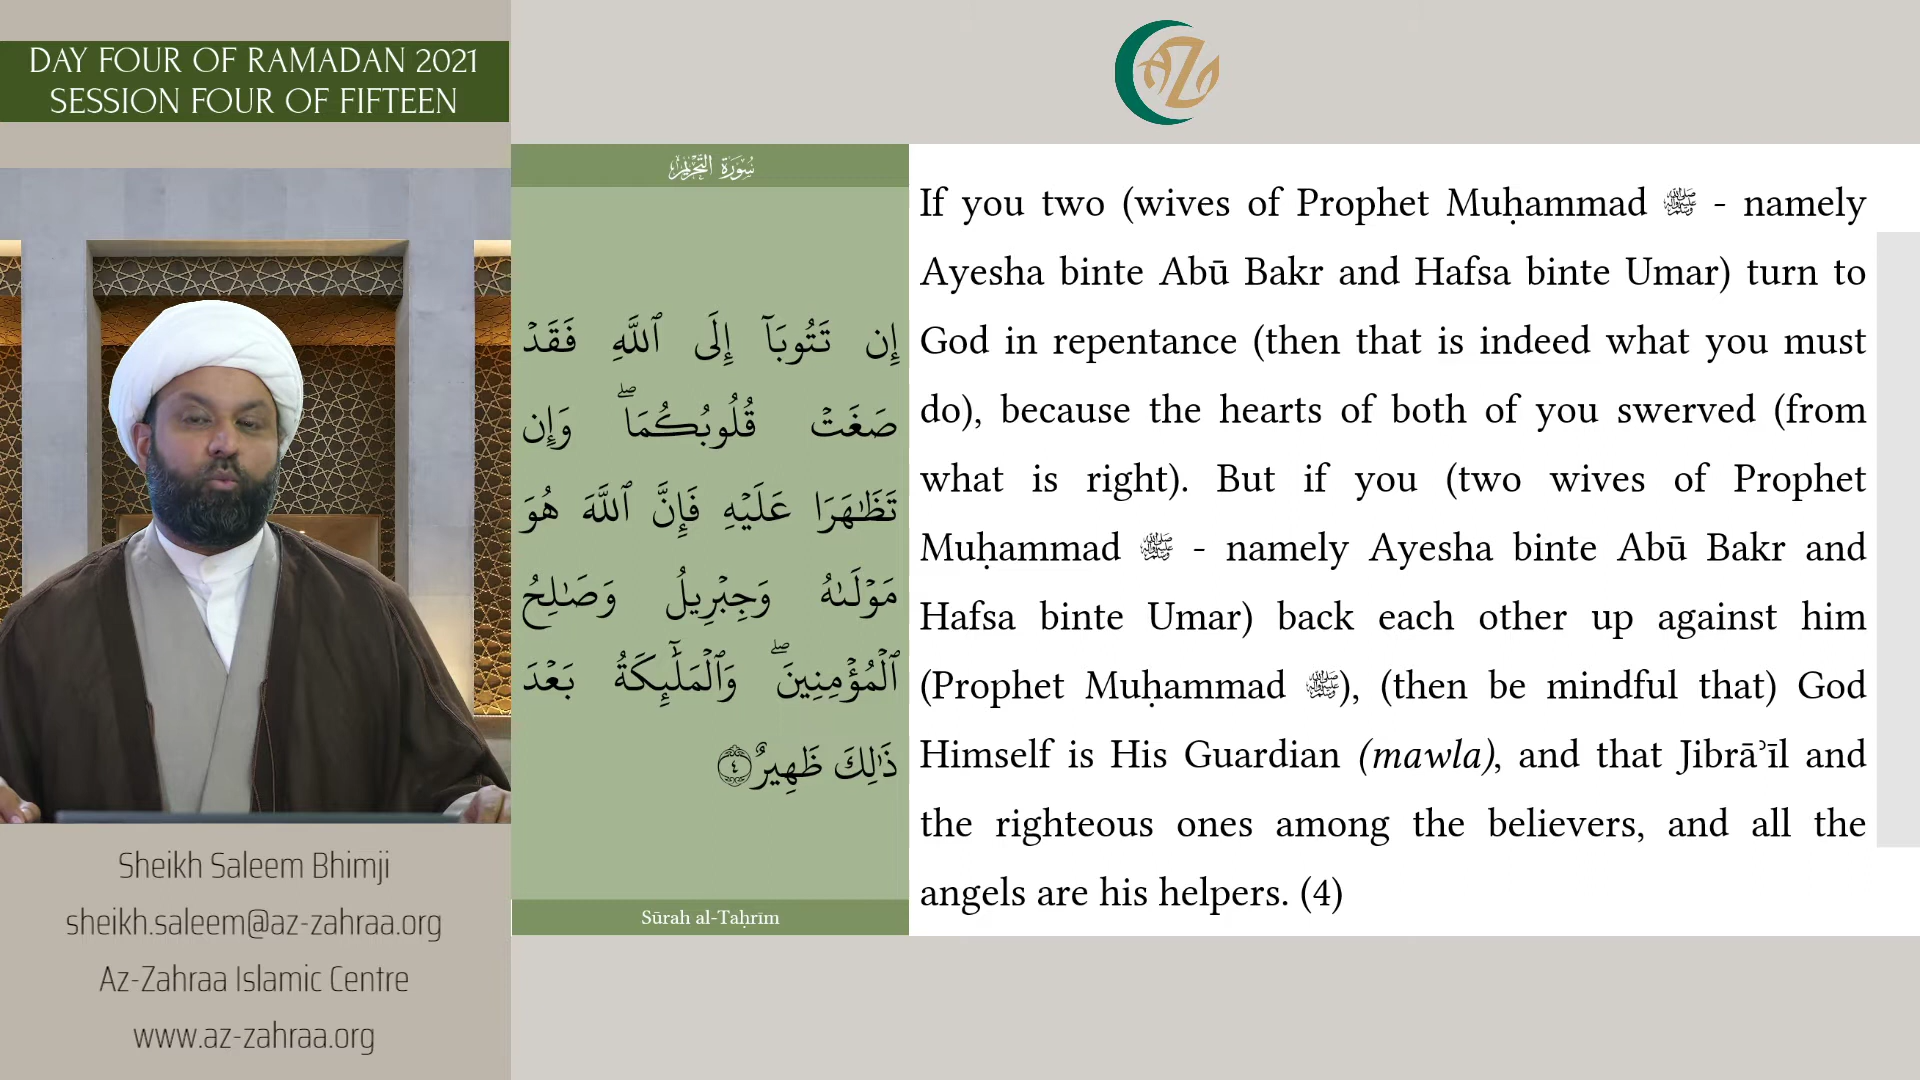 DAY FOUR OF RAMADAN 2021
SESSION FOUR OF FIFTEEN
AZ
سُورَةُ التَّحْرِيمِ
إِن تَتُوبَآ إِلَى ٱللَّهِ فَقَدْ
صَغَتْ قُلُوبُكُمَا ۖ وَإِن
تَظَٰهَرَا عَلَيْهِ فَإِنَّ ٱللَّهَ هُوَ
مَوْلَىٰهُ وَجِبْرِيلُ وَصَٰلِحُ
ٱلْمُؤْمِنِينَ ۖ وَٱلْمَلَٰٓئِكَةُ بَعْدَ
ذَٰلِكَ ظَهِيرٌ ٤
Sūrah al-Taḥrīm
If you two (wives of Prophet Muḥammad ﷺ - namely
Ayesha binte Abū Bakr and Hafsa binte Umar) turn to
God in repentance (then that is indeed what you must
do), because the hearts of both of you swerved (from
what is right). But if you (two wives of Prophet
Muḥammad ﷺ - namely Ayesha binte Abū Bakr and
Hafsa binte Umar) back each other up against him
(Prophet Muḥammad ﷺ), (then be mindful that) God
Himself is His Guardian (mawla), and that Jibrāʾīl and
the righteous ones among the believers, and all the
angels are his helpers. (4)
Sheikh Saleem Bhimji
sheikh.saleem@az-zahraa.org
Az-Zahraa Islamic Centre
www.az-zahraa.org